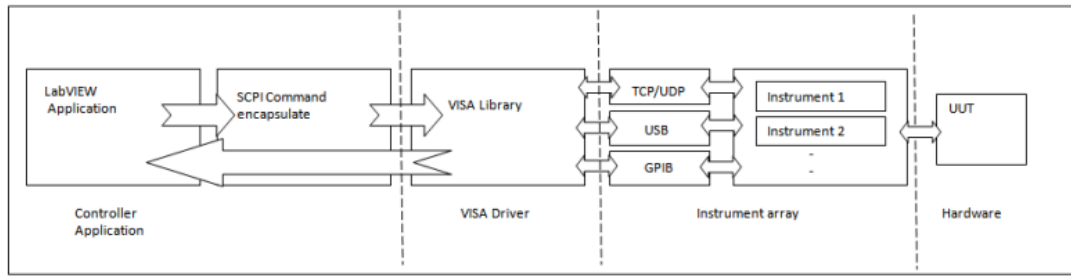 LabVIEW
Application
SCPI Command
encapsulate
VISA Library
TCP/UDP
USB
GPIB
Instrument 1
Instrument 2
-
-
UUT
Controller
Application
VISA Driver
Instrument array
Hardware